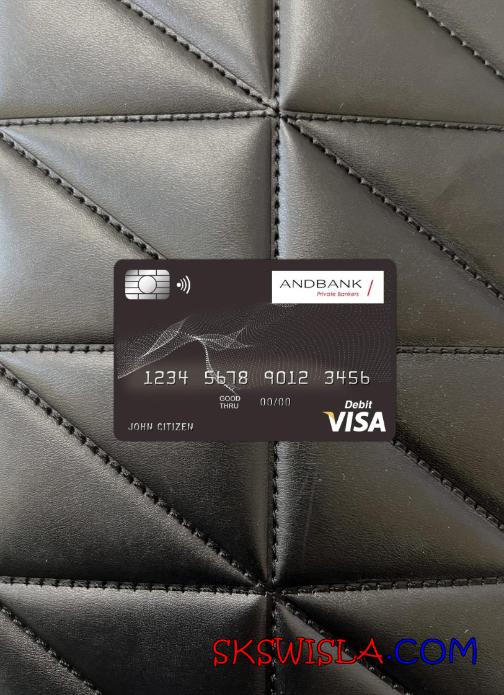 ANDBANK
Private Bankers
1234 5678 9012 3456
GOOD THRU 00/00
JOHN CITIZEN
Debit
VISA
SKSWISLA.COM